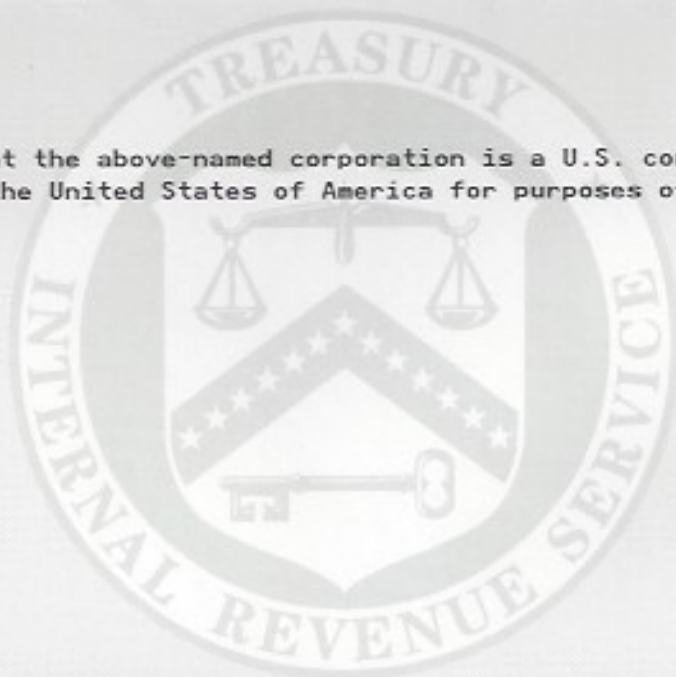 TREASURY
t the above-named corporation is a U.S. co
he United States of America for purposes o
INTERNAL REVENUE SERVICE